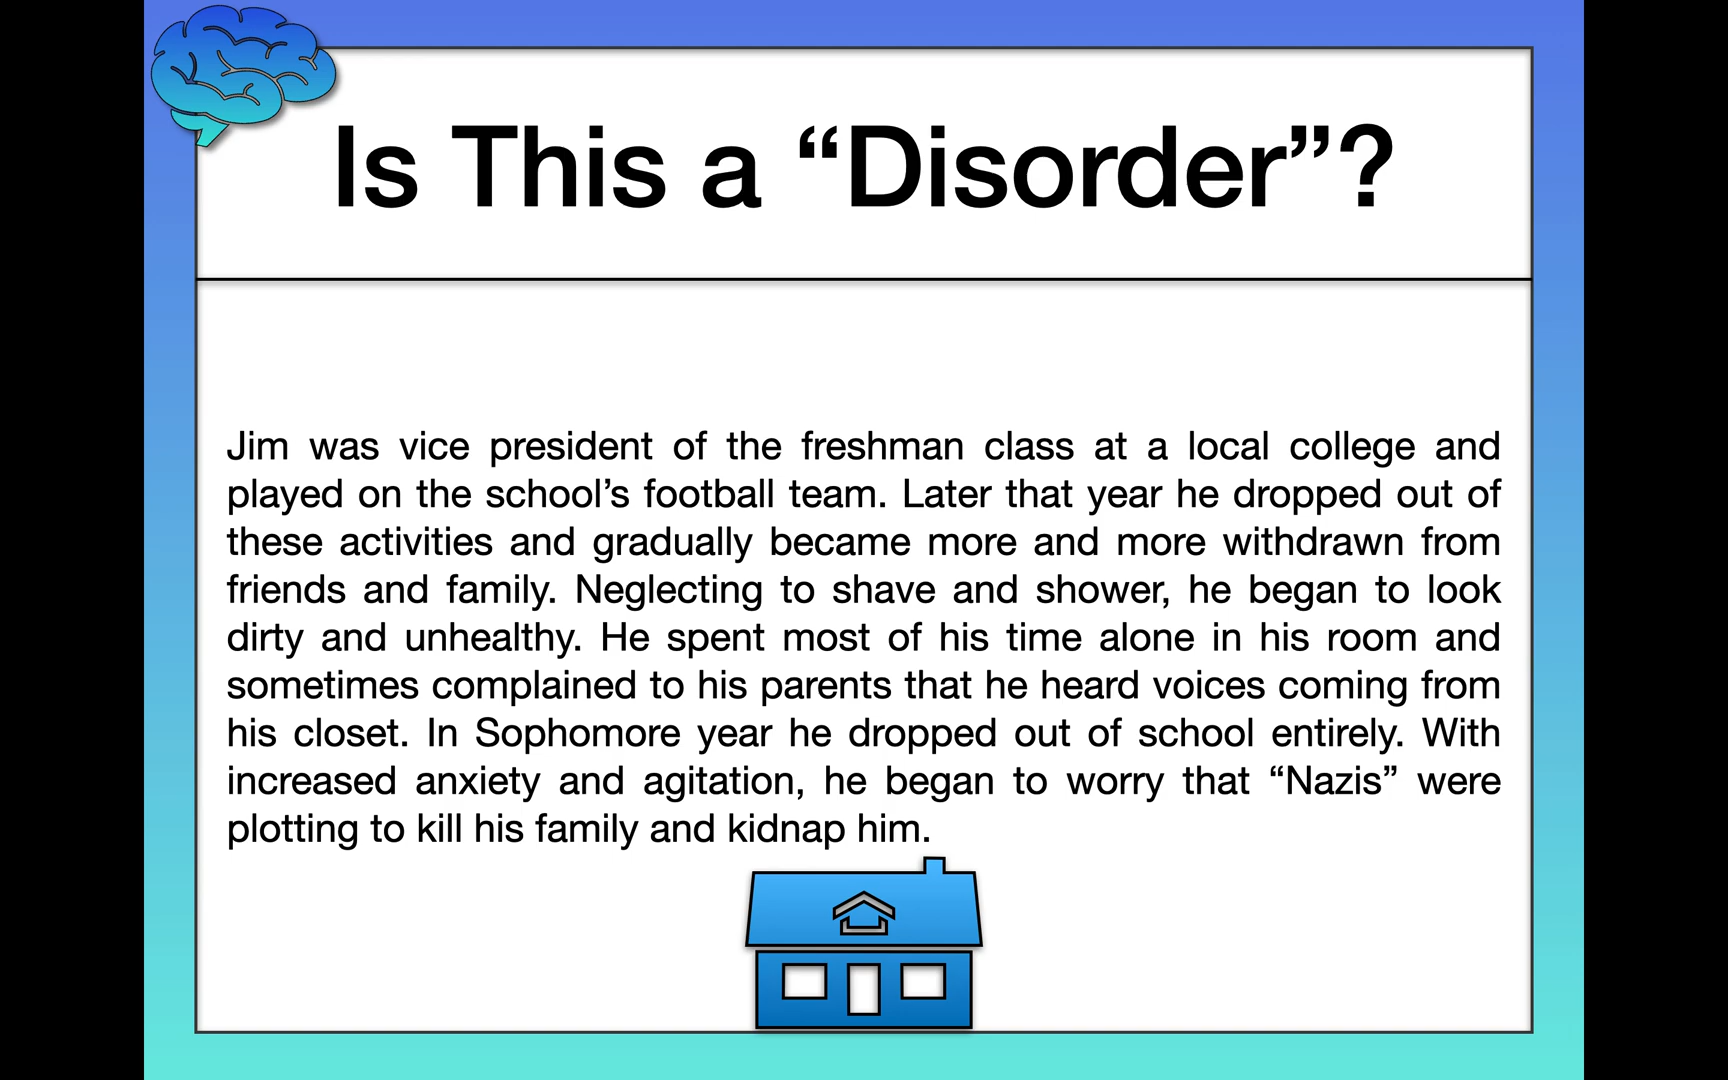 Is This a “Disorder”?
Jim was vice president of the freshman class at a local college and
played on the school’s football team. Later that year he dropped out of
these activities and gradually became more and more withdrawn from
friends and family. Neglecting to shave and shower, he began to look
dirty and unhealthy. He spent most of his time alone in his room and
sometimes complained to his parents that he heard voices coming from
his closet. In Sophomore year he dropped out of school entirely. With
increased anxiety and agitation, he began to worry that “Nazis” were
plotting to kill his family and kidnap him.